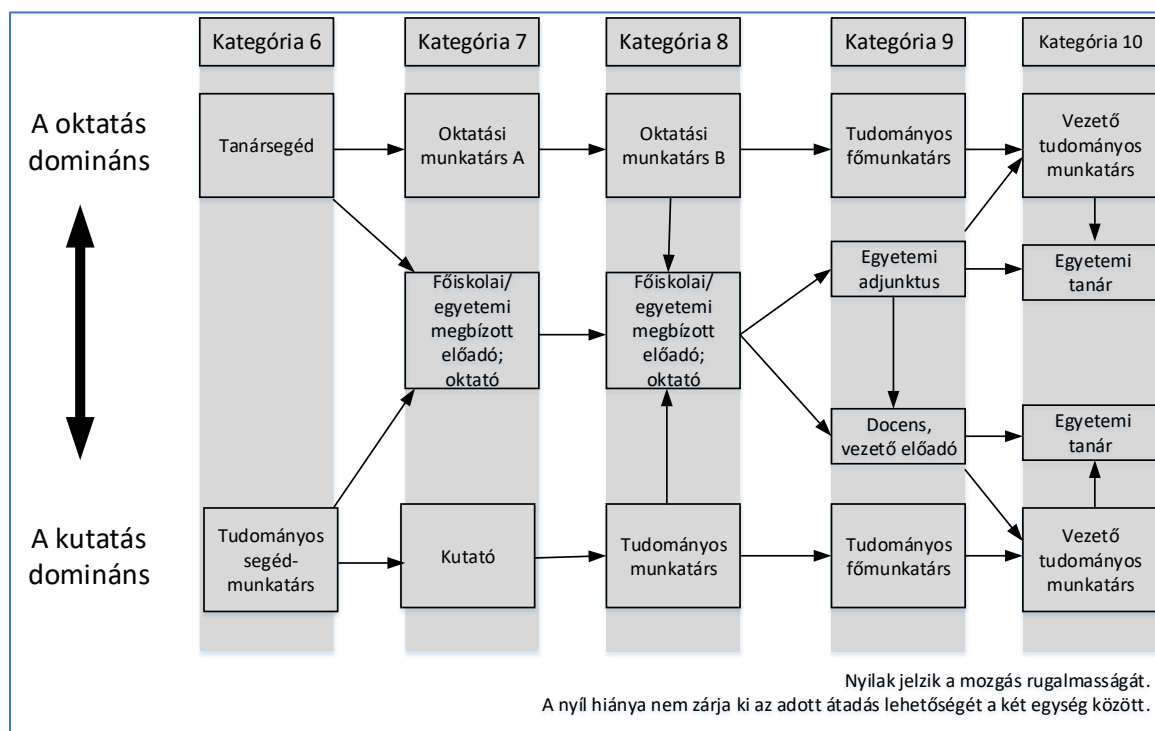 Kategória 6
Kategória 7
Kategória 8
Kategória 9
Kategória 10
A oktatás
domináns
Tanársegéd
Oktatási
munkatárs A
Oktatási
munkatárs B
Tudományos
főmunkatárs
Vezető
tudományos
munkatárs
Főiskolai/
egyetemi
megbízott
előadó;
oktató
Főiskolai/
egyetemi
megbízott
előadó;
oktató
Egyetemi
adjunktus
Egyetemi
tanár
Docens,
vezető előadó
Egyetemi
tanár
A kutatás
domináns
Tudományos
segéd-
munkatárs
Kutató
Tudományos
munkatárs
Tudományos
főmunkatárs
Vezető
tudományos
munkatárs
Nyilak jelzik a mozgás rugalmasságát.
A nyíl hiánya nem zárja ki az adott átadás lehetőségét a két egység között.